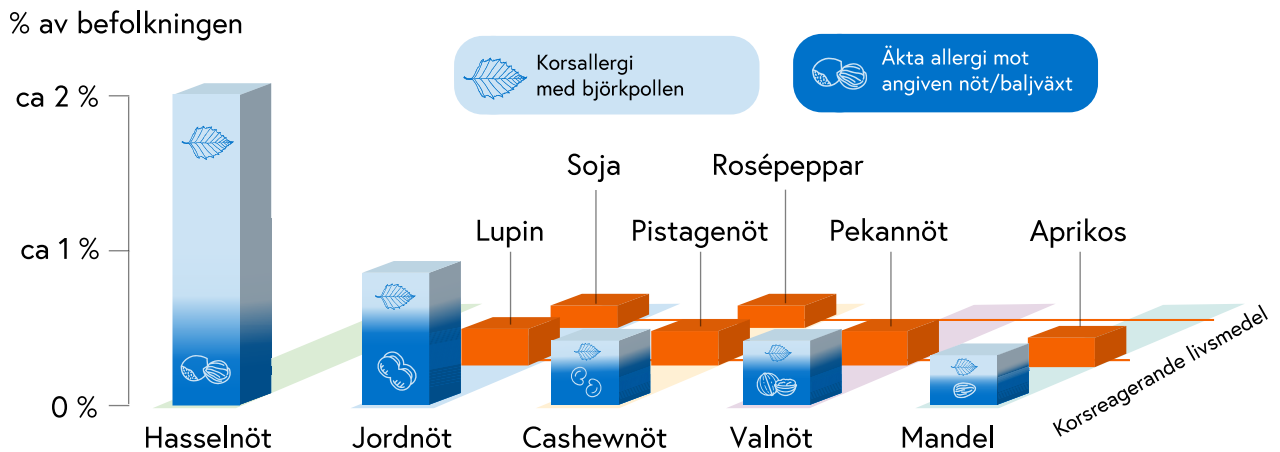 % av befolkningen
Korsallergi
med björkpollen
Äkta allergi mot
angiven nöt/baljväxt
ca 2 %
ca 1 %
0 %
Soja
Rosépeppar
Lupin
Pistagenöt
Pekannöt
Aprikos
Korsreagerande livsmedel
Hasselnöt
Jordnöt
Cashewnöt
Valnöt
Mandel